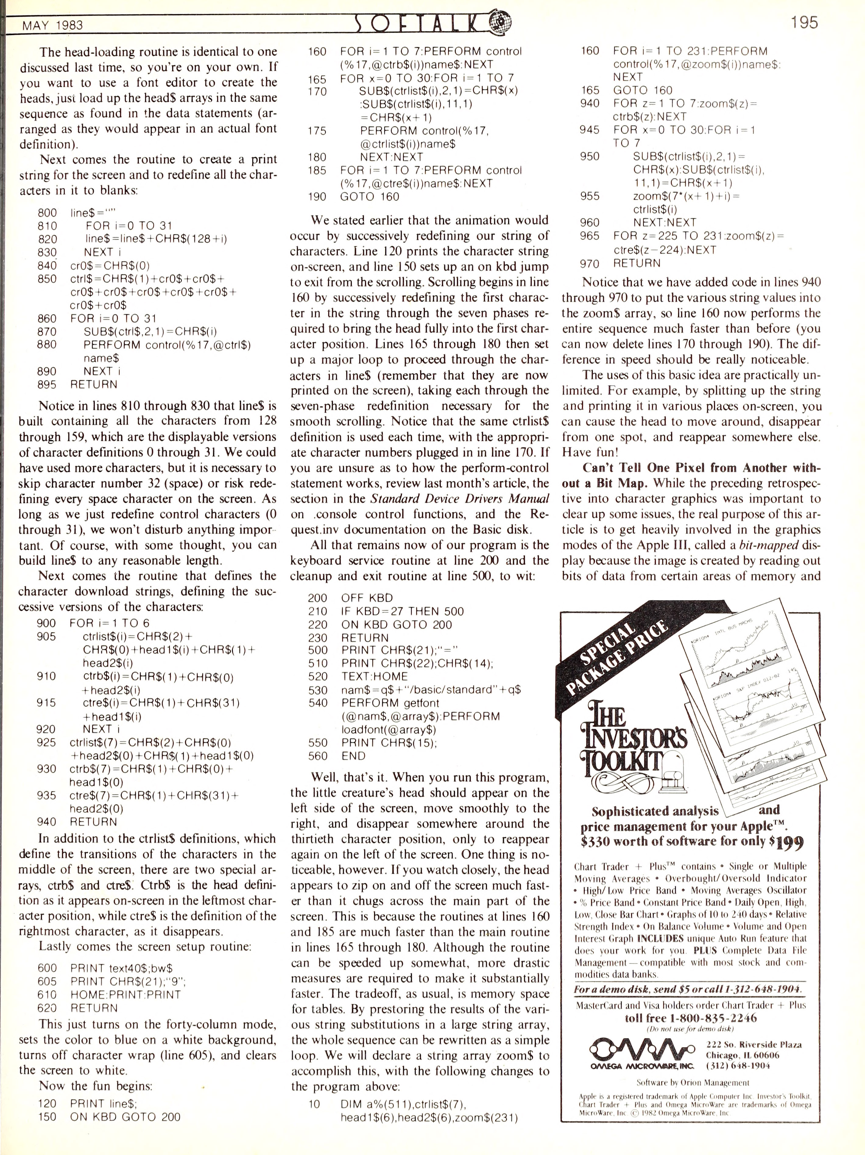 MAY 1983
SOFTALK
195
The head-loading routine is identical to one
discussed last time, so you're on your own. If
you want to use a font editor to create the
heads, just load up the head$ arrays in the same
sequence as found in the data statements (ar-
ranged as they would appear in an actual font
definition).
Next comes the routine to create a print
string for the screen and to redefine all the char-
acters in it to blanks:
800 line$=""
810 FOR i=0 TO 31
820 line$=line$+CHR$(128+i)
830 NEXT i
840 cr0$=CHR$(0)
850 ctrl$=CHR$(1)+cr0$+cr0$+
cr0$+cr0$+cr0$+cr0$+cr0$+
cr0$+cr0$
860 FOR i=0 TO 31
870 SUB$(ctrl$,2,1)=CHR$(i)
880 PERFORM control(%17,@ctrl$)
name$
890 NEXT i
895 RETURN
Notice in lines 810 through 830 that line$ is
built containing all the characters from 128
through 159, which are the displayable versions
of character definitions 0 through 31. We could
have used more characters, but it is necessary to
skip character number 32 (space) or risk rede-
fining every space character on the screen. As
long as we just redefine control characters (0
through 31), we won't disturb anything impor-
tant. Of course, with some thought, you can
build line$ to any reasonable length.
Next comes the routine that defines the
character download strings, defining the suc-
cessive versions of the characters:
900 FOR i=1 TO 6
905 ctrlist$(i)=CHR$(2)+
CHR$(0)+head1$(i)+CHR$(1)+
head2$(i)
910 ctrb$(i)=CHR$(1)+CHR$(0)
+head2$(i)
915 ctre$(i)=CHR$(1)+CHR$(31)
+head1$(i)
920 NEXT i
925 ctrlist$(7)=CHR$(2)+CHR$(0)
+head2$(0)+CHR$(1)+head1$(0)
930 ctrb$(7)=CHR$(1)+CHR$(0)+
head1$(0)
935 ctre$(7)=CHR$(1)+CHR$(31)+
head2$(0)
940 RETURN
In addition to the ctrlist$ definitions, which
define the transitions of the characters in the
middle of the screen, there are two special ar-
rays, ctrb$ and ctre$. Ctrb$ is the head defini-
tion as it appears on-screen in the leftmost char-
acter position, while ctre$ is the definition of the
rightmost character, as it disappears.
Lastly comes the screen setup routine:
600 PRINT text40$;bw$
605 PRINT CHR$(21);"9";
610 HOME:PRINT:PRINT
620 RETURN
This just turns on the forty-column mode,
sets the color to blue on a white background,
turns off character wrap (line 605), and clears
the screen to white.
Now the fun begins:
120 PRINT line$;
150 ON KBD GOTO 200
160 FOR i=1 TO 7:PERFORM control
(%17,@ctrb$(i))name$:NEXT
165 FOR x=0 TO 30:FOR i=1 TO 7
170 SUB$(ctrlist$(i),2,1)=CHR$(x)
:SUB$(ctrlist$(i),11,1)
=CHR$(x+1)
175 PERFORM control(%17,
@ctrlist$(i))name$
180 NEXT:NEXT
185 FOR i=1 TO 7:PERFORM control
(%17,@ctre$(i))name$:NEXT
190 GOTO 160
We stated earlier that the animation would
occur by successively redefining our string of
characters. Line 120 prints the character string
on-screen, and line 150 sets up an on kbd jump
to exit from the scrolling. Scrolling begins in line
160 by successively redefining the first charac-
ter in the string through the seven phases re-
quired to bring the head fully into the first char-
acter position. Lines 165 through 180 then set
up a major loop to proceed through the char-
acters in line$ (remember that they are now
printed on the screen), taking each through the
seven-phase redefinition necessary for the
smooth scrolling. Notice that the same ctrlist$
definition is used each time, with the appropri-
ate character numbers plugged in in line 170. If
you are unsure as to how the perform-control
statement works, review last month's article, the
section in the Standard Device Drivers Manual
on .console control functions, and the Re-
quest.inv documentation on the Basic disk.
All that remains now of our program is the
keyboard service routine at line 200 and the
cleanup and exit routine at line 500, to wit:
200 OFF KBD
210 IF KBD=27 THEN 500
220 ON KBD GOTO 200
230 RETURN
500 PRINT CHR$(21);"="
510 PRINT CHR$(22);CHR$(14);
520 TEXT:HOME
530 nam$=q$+"/basic/standard"+q$
540 PERFORM getfont
(@nam$,@array$):PERFORM
loadfont(@array$)
550 PRINT CHR$(15);
560 END
Well, that's it. When you run this program,
the little creature's head should appear on the
left side of the screen, move smoothly to the
right, and disappear somewhere around the
thirtieth character position, only to reappear
again on the left of the screen. One thing is no-
ticeable, however. If you watch closely, the head
appears to zip on and off the screen much fast-
er than it chugs across the main part of the
screen. This is because the routines at lines 160
and 185 are much faster than the main routine
in lines 165 through 180. Although the routine
can be speeded up somewhat, more drastic
measures are required to make it substantially
faster. The tradeoff, as usual, is memory space
for tables. By prestoring the results of the vari-
ous string substitutions in a large string array,
the whole sequence can be rewritten as a simple
loop. We will declare a string array zoom$ to
accomplish this, with the following changes to
the program above:
10 DIM a%(511),ctrlist$(7),
head1$(6),head2$(6),zoom$(231)
160 FOR i=1 TO 231:PERFORM
control(%17,@zoom$(i))name$:
NEXT
165 GOTO 160
940 FOR z=1 TO 7:zoom$(z)=
ctrb$(z):NEXT
945 FOR x=0 TO 30:FOR i=1
TO 7
950 SUB$(ctrlist$(i),2,1)=
CHR$(x):SUB$(ctrlist$(i),
11,1)=CHR$(x+1)
955 zoom$(7*(x+1)+i)=
ctrlist$(i)
960 NEXT:NEXT
965 FOR z=225 TO 231:zoom$(z)=
ctre$(z-224):NEXT
970 RETURN
Notice that we have added code in lines 940
through 970 to put the various string values into
the zoom$ array, so line 160 now performs the
entire sequence much faster than before (you
can now delete lines 170 through 190). The dif-
ference in speed should be really noticeable.
The uses of this basic idea are practically un-
limited. For example, by splitting up the string
and printing it in various places on-screen, you
can cause the head to move around, disappear
from one spot, and reappear somewhere else.
Have fun!
Can't Tell One Pixel from Another with-
out a Bit Map. While the preceding retrospec-
tive into character graphics was important to
clear up some issues, the real purpose of this ar-
ticle is to get heavily involved in the graphics
modes of the Apple III, called a bit-mapped dis-
play because the image is created by reading out
bits of data from certain areas of memory and
SPECIAL
PACKAGE PRICE
THE
INVESTOR'S
TOOLKIT
Sophisticated analysis and
price management for your Apple™.
$330 worth of software for only $199
Chart Trader + Plus™ contains • Single or Multiple
Moving Averages • Overbought/Oversold Indicator
• High/Low Price Band • Moving Averages Oscillator
• % Price Band • Constant Price Band • Daily Open, High,
Low, Close Bar Chart • Graphs of 10 to 240 days • Relative
Strength Index • On Balance Volume • Volume and Open
Interest Graph INCLUDES unique Auto Run feature that
does your work for you. PLUS Complete Data File
Management — compatible with most stock and com-
modities data banks.
For a demo disk, send $5 or call 1-312-648-1904.
MasterCard and Visa holders order Chart Trader + Plus
toll free 1-800-835-2246
(Do not use for demo disk)
OMEGA MICROWARE, INC.
222 So. Riverside Plaza
Chicago, IL 60606
(312) 648-1904
Software by Orion Management
Apple is a registered trademark of Apple Computer Inc. Investor's Toolkit
Chart Trader + Plus and Omega MicroWare are trademarks of Omega
MicroWare, Inc. © 1982 Omega MicroWare, Inc.